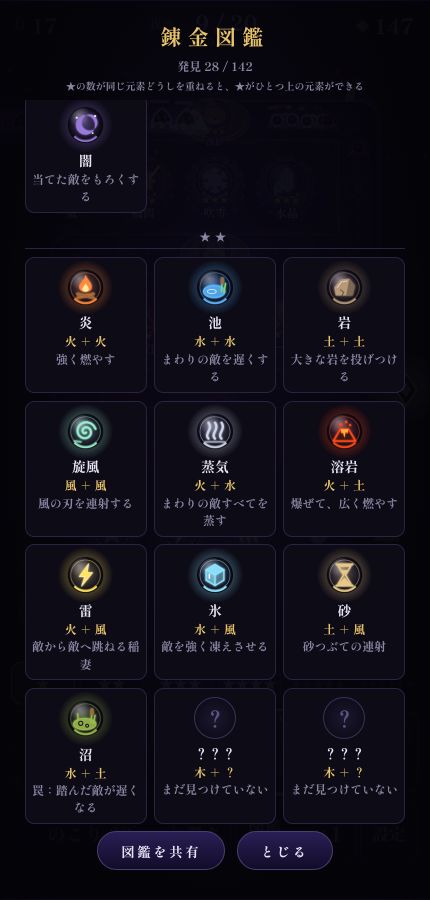 17
9 / 20
147
錬金図鑑
発見 28 / 142
★の数が同じ元素どうしを重ねると、★がひとつ上の元素ができる
闇
当てた敵をもろくす
る
★★
炎
火 + 火
強く燃やす
池
水 + 水
まわりの敵を遅くす
る
岩
土 + 土
大きな岩を投げつけ
る
旋風
風 + 風
風の刃を連射する
蒸気
火 + 水
まわりの敵すべてを
蒸す
溶岩
火 + 土
爆ぜて、広く燃やす
雷
火 + 風
敵から敵へ跳ねる稲
妻
氷
水 + 風
敵を強く凍えさせる
砂
土 + 風
砂つぶての連射
沼
水 + 土
罠：踏んだ敵が遅く
なる
?
？？？
木 + ？
まだ見つけていない
?
？？？
木 + ？
まだ見つけていない
図鑑を共有
とじる
設定